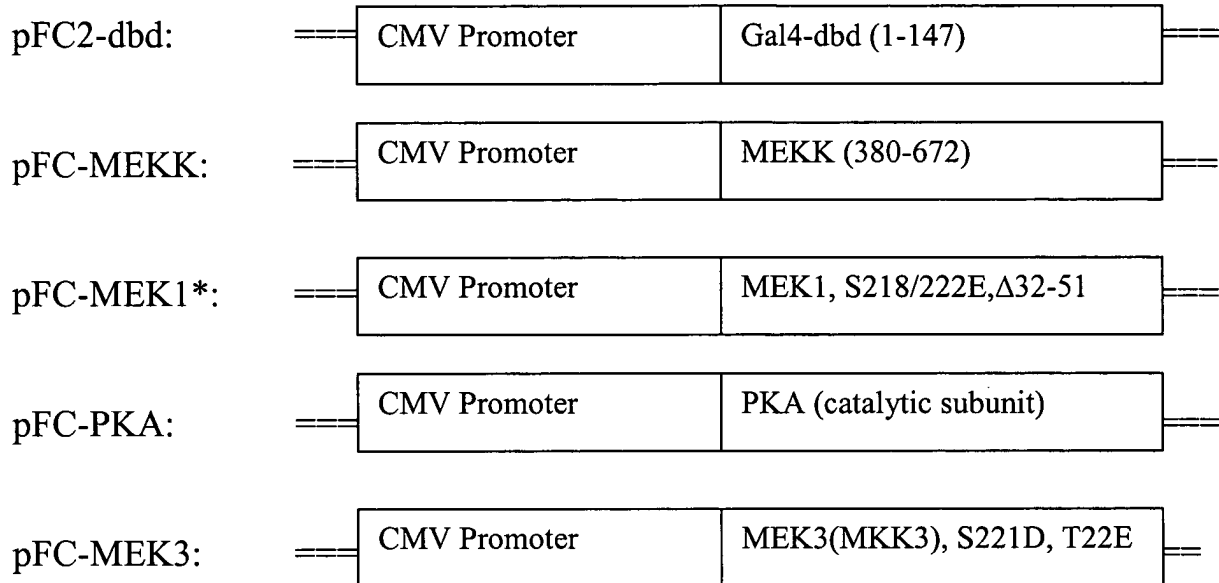 pFC2-dbd: CMV Promoter Gal4-dbd (1-147)
pFC-MEKK: CMV Promoter MEKK (380-672)
pFC-MEK1*: CMV Promoter MEK1, S218/222E,Δ32-51
pFC-PKA: CMV Promoter PKA (catalytic subunit)
pFC-MEK3: CMV Promoter MEK3(MKK3), S221D, T22E